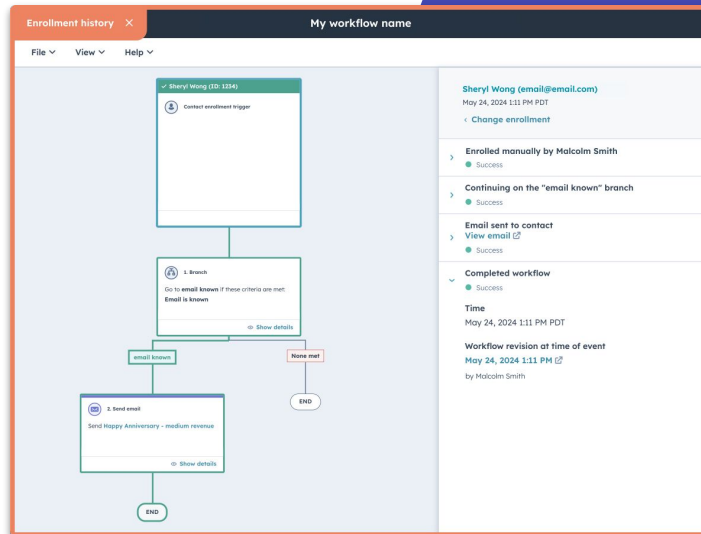 Enrollment history ×
My workflow name
File
View
Help
✓ Sheryl Wong (ID: 1234)
Contact enrollment trigger
1. Branch
Go to email known if these criteria are met:
Email is known
Show details
email known
None met
END
2. Send email
Send Happy Anniversary - medium revenue
Show details
END
Sheryl Wong (email@email.com)
May 24, 2024 1:11 PM PDT
‹ Change enrollment
Enrolled manually by Malcolm Smith
Success
Continuing on the "email known" branch
Success
Email sent to contact
View email
Success
Completed workflow
Success
Time
May 24, 2024 1:11 PM PDT
Workflow revision at time of event
May 24, 2024 1:11 PM
by Malcolm Smith